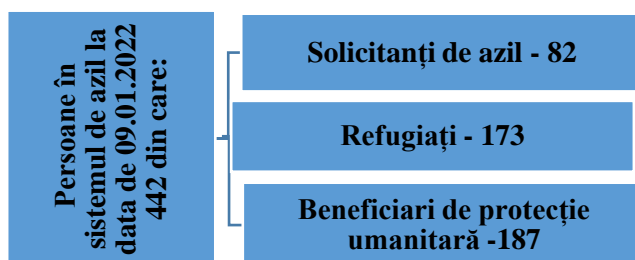 Persoane în
sistemul de azil la
data de 09.01.2022
442 din care:
Solicitanți de azil - 82
Refugiați - 173
Beneficiari de protecție
umanitară -187